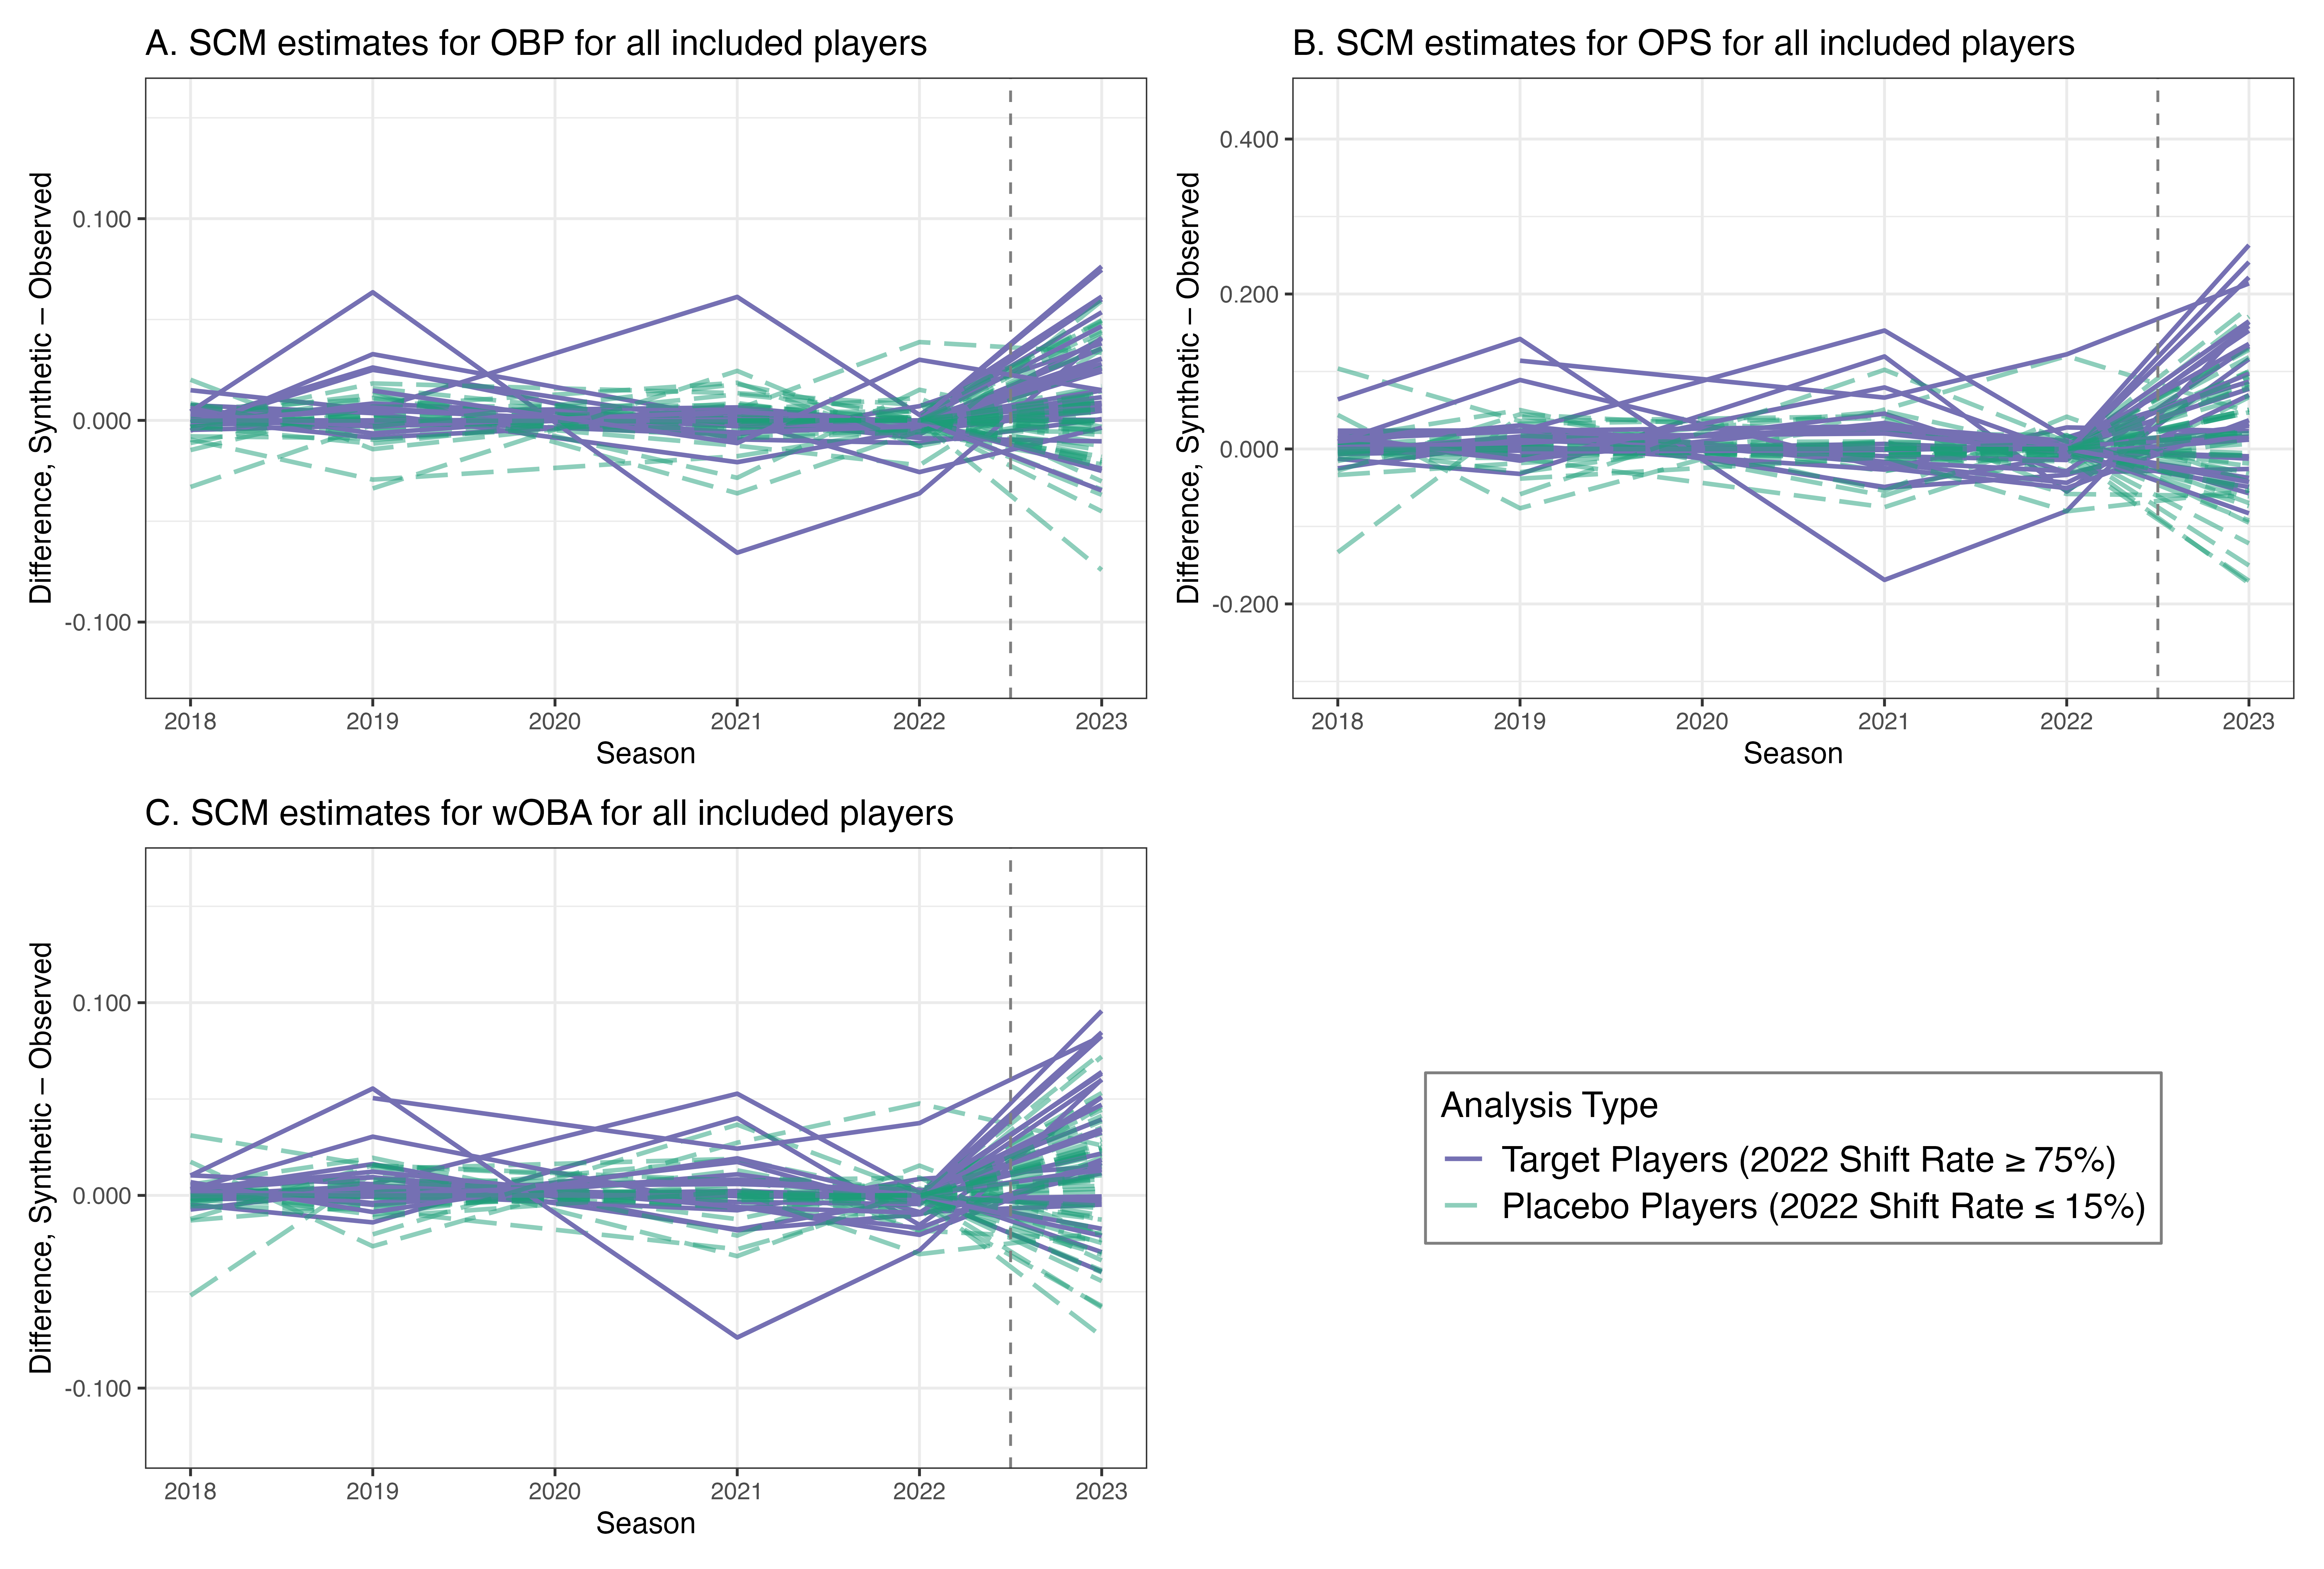 A. SCM estimates for OBP for all included players
Difference, Synthetic – Observed
0.100
0.000
-0.100
2018 2019 2020 2021 2022 2023
Season
B. SCM estimates for OPS for all included players
Difference, Synthetic – Observed
0.400
0.200
0.000
-0.200
2018 2019 2020 2021 2022 2023
Season
C. SCM estimates for wOBA for all included players
Difference, Synthetic – Observed
0.100
0.000
-0.100
2018 2019 2020 2021 2022 2023
Season
Analysis Type
Target Players (2022 Shift Rate ≥ 75%)
Placebo Players (2022 Shift Rate ≤ 15%)